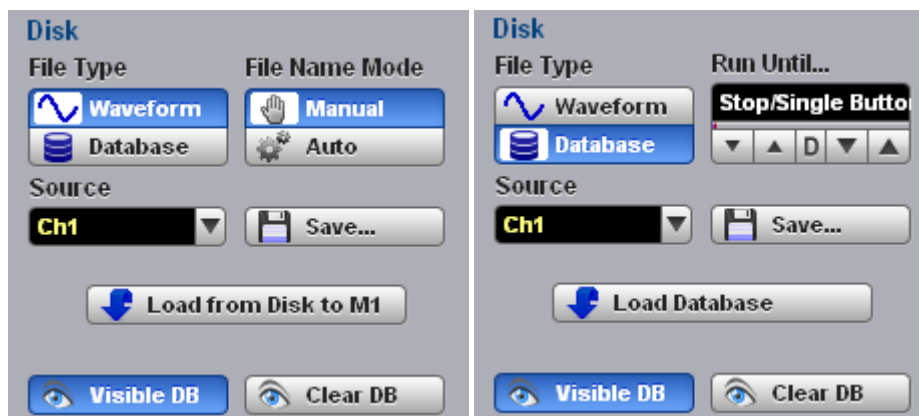 Disk
File Type File Name Mode
Waveform Manual
Database Auto
Source
Ch1 Save...
Load from Disk to M1
Visible DB Clear DB
Disk
File Type Run Until...
Waveform Stop/Single Button
Database D
Source
Ch1 Save...
Load Database
Visible DB Clear DB